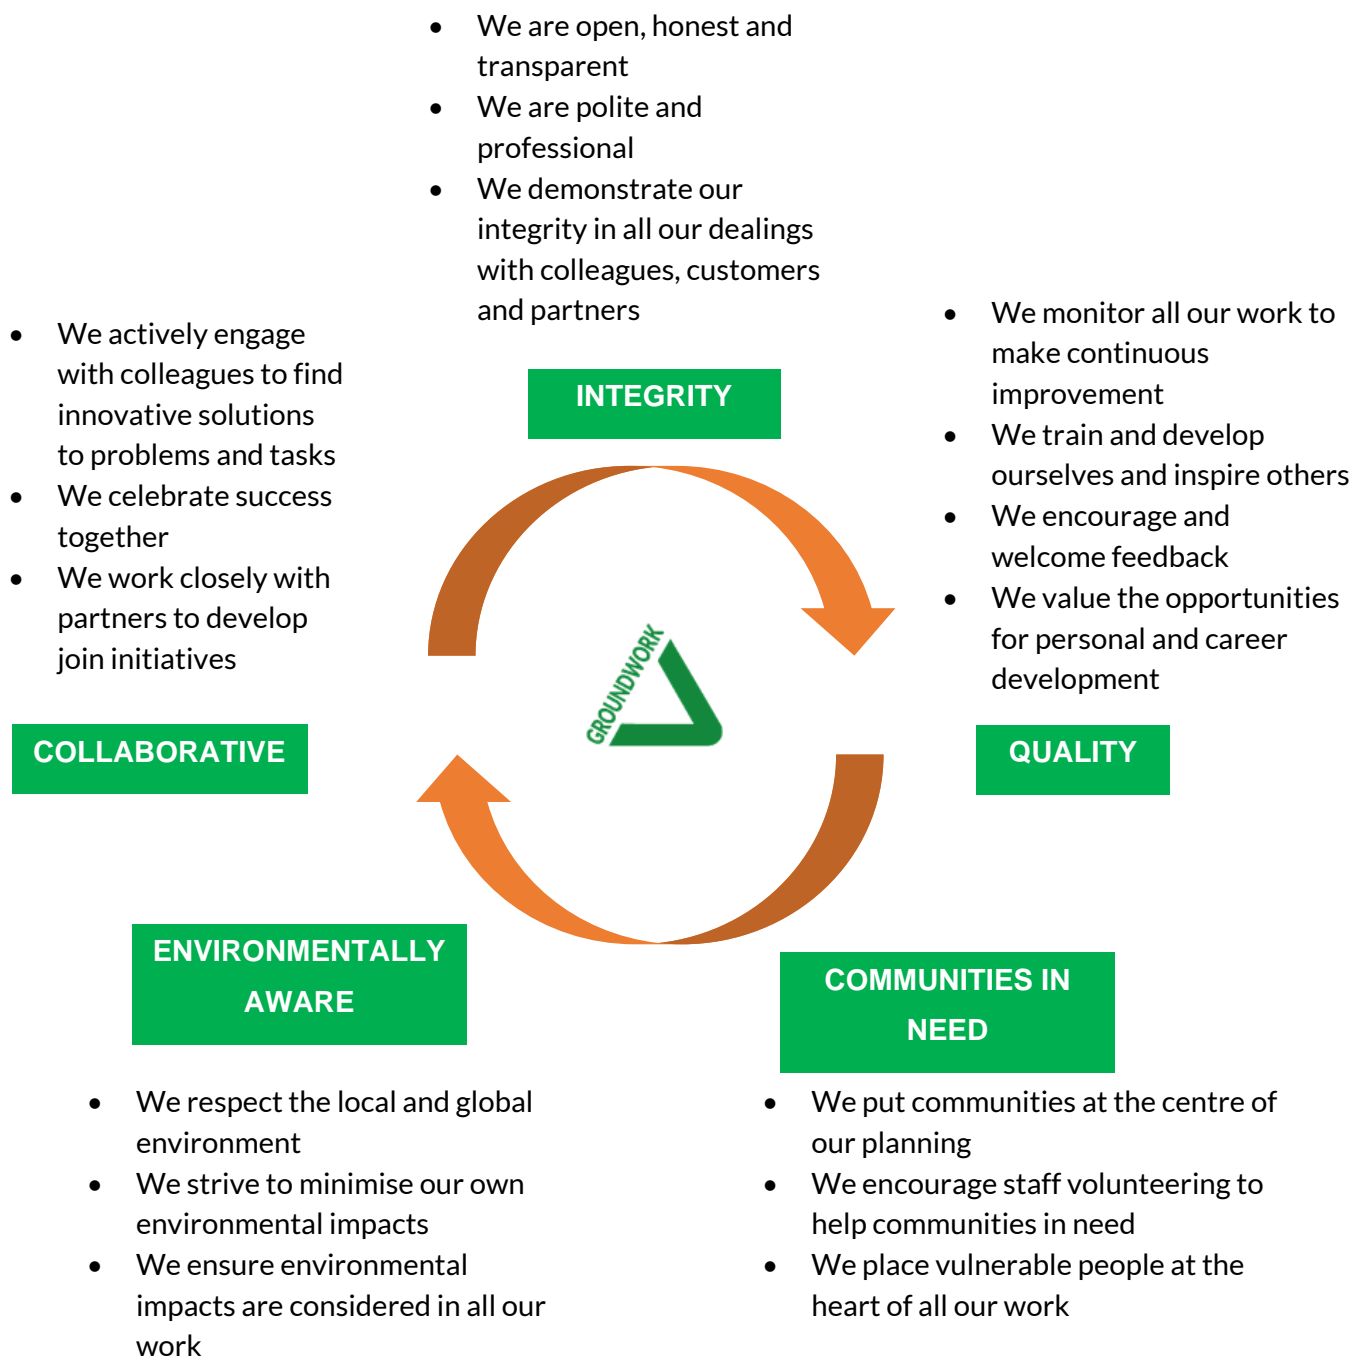 • We are open, honest and
transparent
• We are polite and
professional
• We demonstrate our
integrity in all our dealings
with colleagues, customers
and partners
INTEGRITY
• We actively engage
with colleagues to find
innovative solutions
to problems and tasks
• We celebrate success
together
• We work closely with
partners to develop
join initiatives
COLLABORATIVE
• We monitor all our work to
make continuous
improvement
• We train and develop
ourselves and inspire others
• We encourage and
welcome feedback
• We value the opportunities
for personal and career
development
QUALITY
GROUNDWORK
ENVIRONMENTALLY
AWARE
• We respect the local and global
environment
• We strive to minimise our own
environmental impacts
• We ensure environmental
impacts are considered in all our
work
COMMUNITIES IN
NEED
• We put communities at the centre of
our planning
• We encourage staff volunteering to
help communities in need
• We place vulnerable people at the
heart of all our work